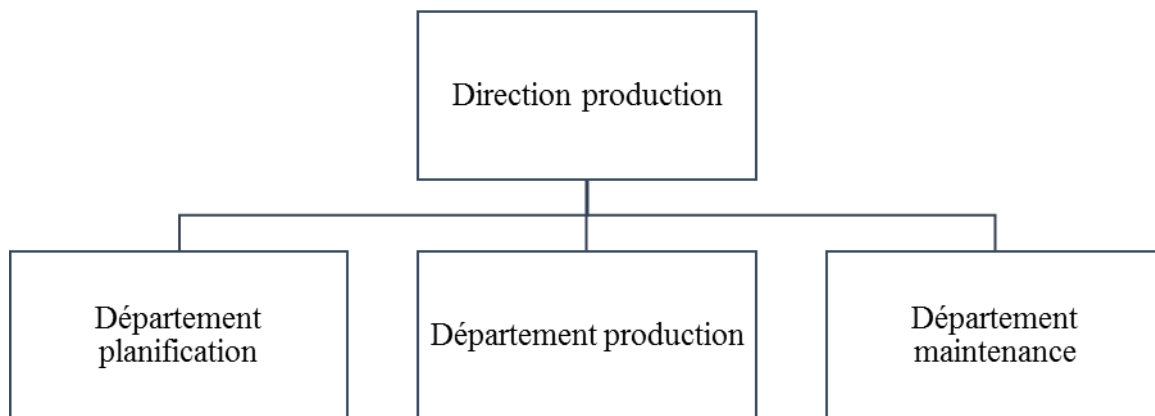 Direction production
Département
planification
Département production
Département
maintenance